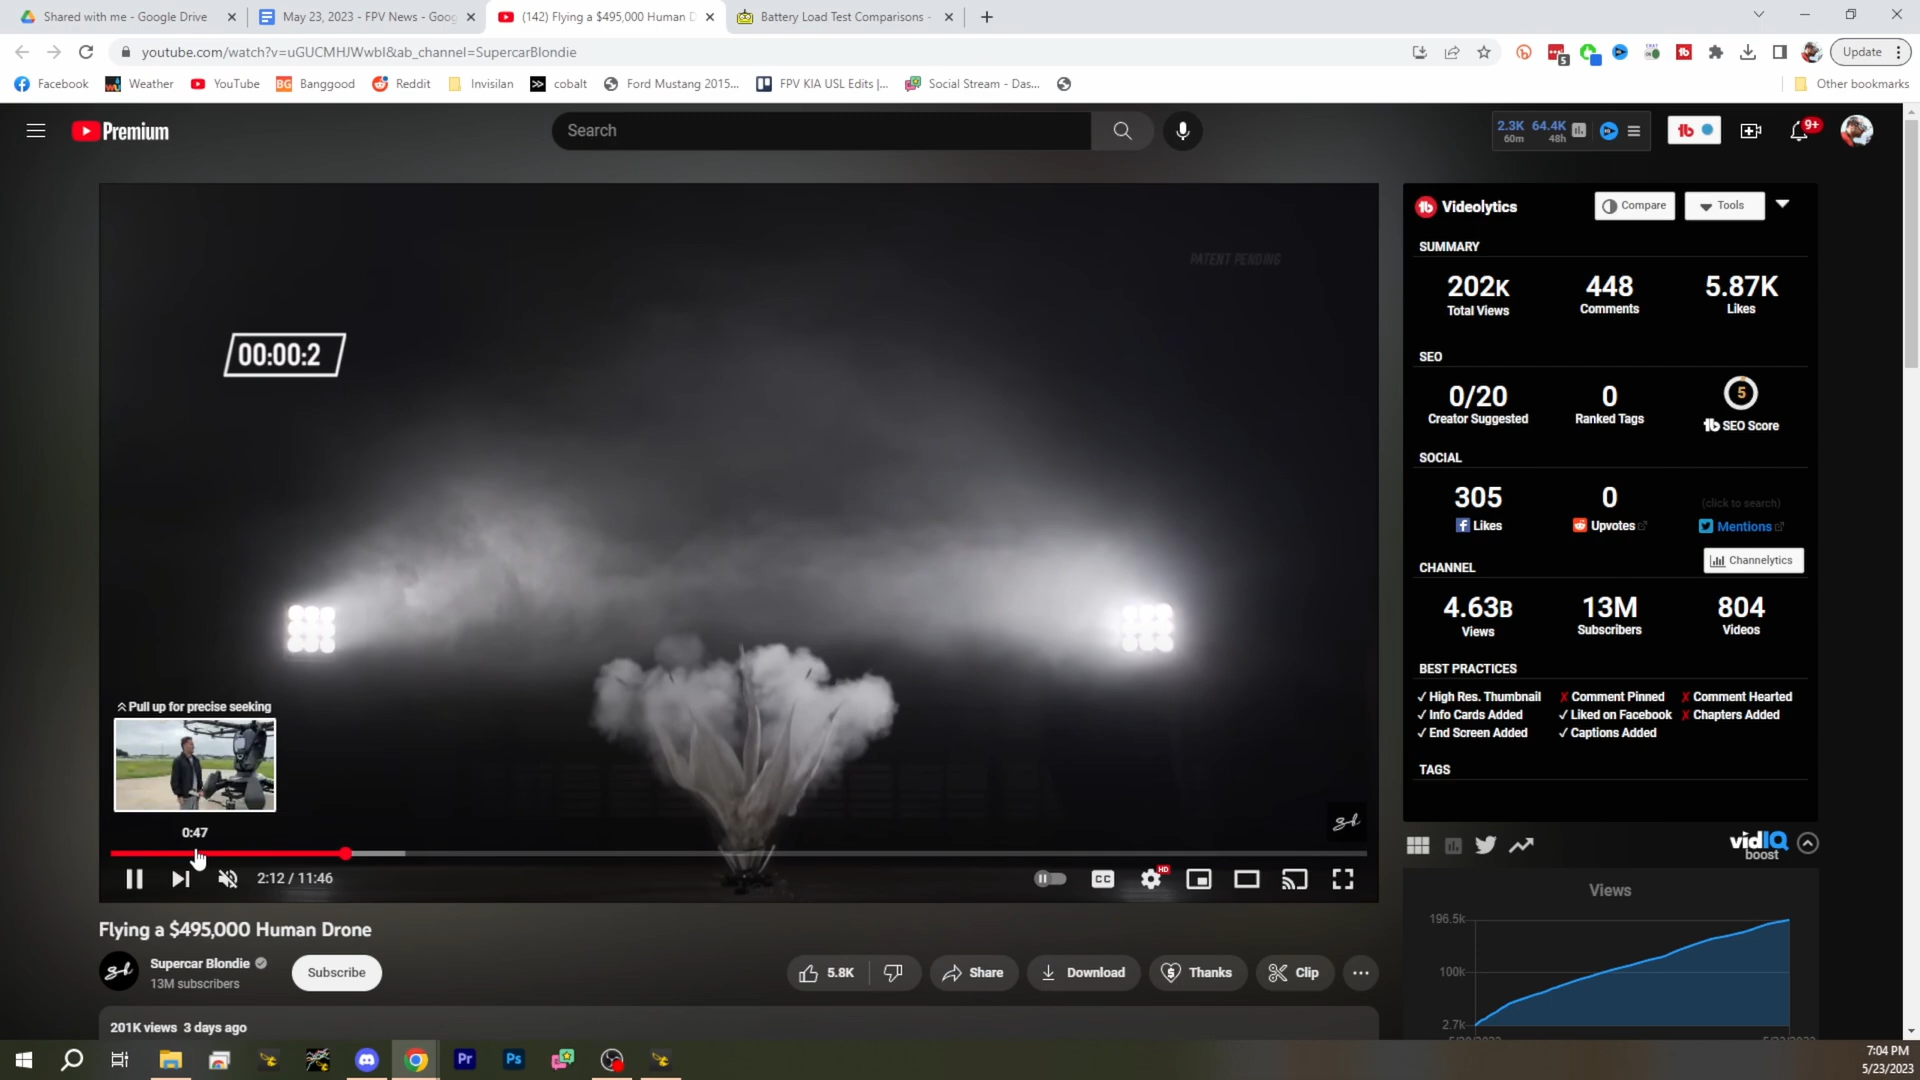 Shared with me - Google Drive
May 23, 2023 - FPV News - Goog
(142) Flying a $495,000 Human D
Battery Load Test Comparisons -
youtube.com/watch?v=uGUCMHJWwbI&ab_channel=SupercarBlondie
5
Update
Facebook
Weather
YouTube
BG Banggood
Reddit
Invisilan
cobalt
Ford Mustang 2015...
FPV KIA USL Edits |...
Social Stream - Das...
Other bookmarks
Premium
Search
2.3K 64.4K
60m 48h
9+
PATENT PENDING
00:00:2
Pull up for precise seeking
0:47
2:12 / 11:46
CC
HD
Flying a $495,000 Human Drone
Supercar Blondie
13M subscribers
Subscribe
5.8K
Share
Download
Thanks
Clip
201K views 3 days ago
Videolytics
Compare
Tools
SUMMARY
202K 448 5.87K
Total Views Comments Likes
SEO
0/20 0 5
Creator Suggested Ranked Tags SEO Score
SOCIAL
305 0 (click to search)
Likes Upvotes Mentions
CHANNEL
Channelytics
4.63B 13M 804
Views Subscribers Videos
BEST PRACTICES
✓ High Res. Thumbnail ✗ Comment Pinned ✗ Comment Hearted
✓ Info Cards Added ✓ Liked on Facebook ✗ Chapters Added
✓ End Screen Added ✓ Captions Added
TAGS
vidIQ
boost
Views
196.5k
100k
2.7k
Pr
Ps
7:04 PM
5/23/2023